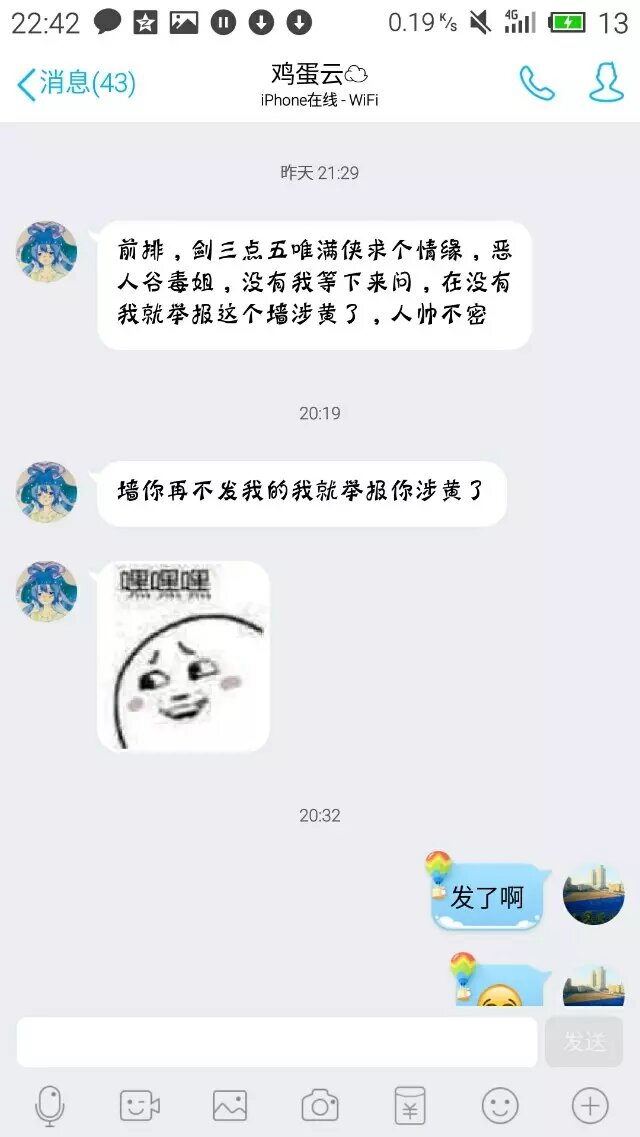 22:42
0.19 K/s
4G
13
消息(43)
鸡蛋云
iPhone在线 - WiFi
昨天 21:29
前排，剑三点五唯满侠求个情缘，恶
人谷毒姐，没有我等下来问，在没有
我就举报这个墙涉黄了，人帅不密
20:19
墙你再不发我的我就举报你涉黄了
嘿嘿嘿
20:32
发了啊
发送